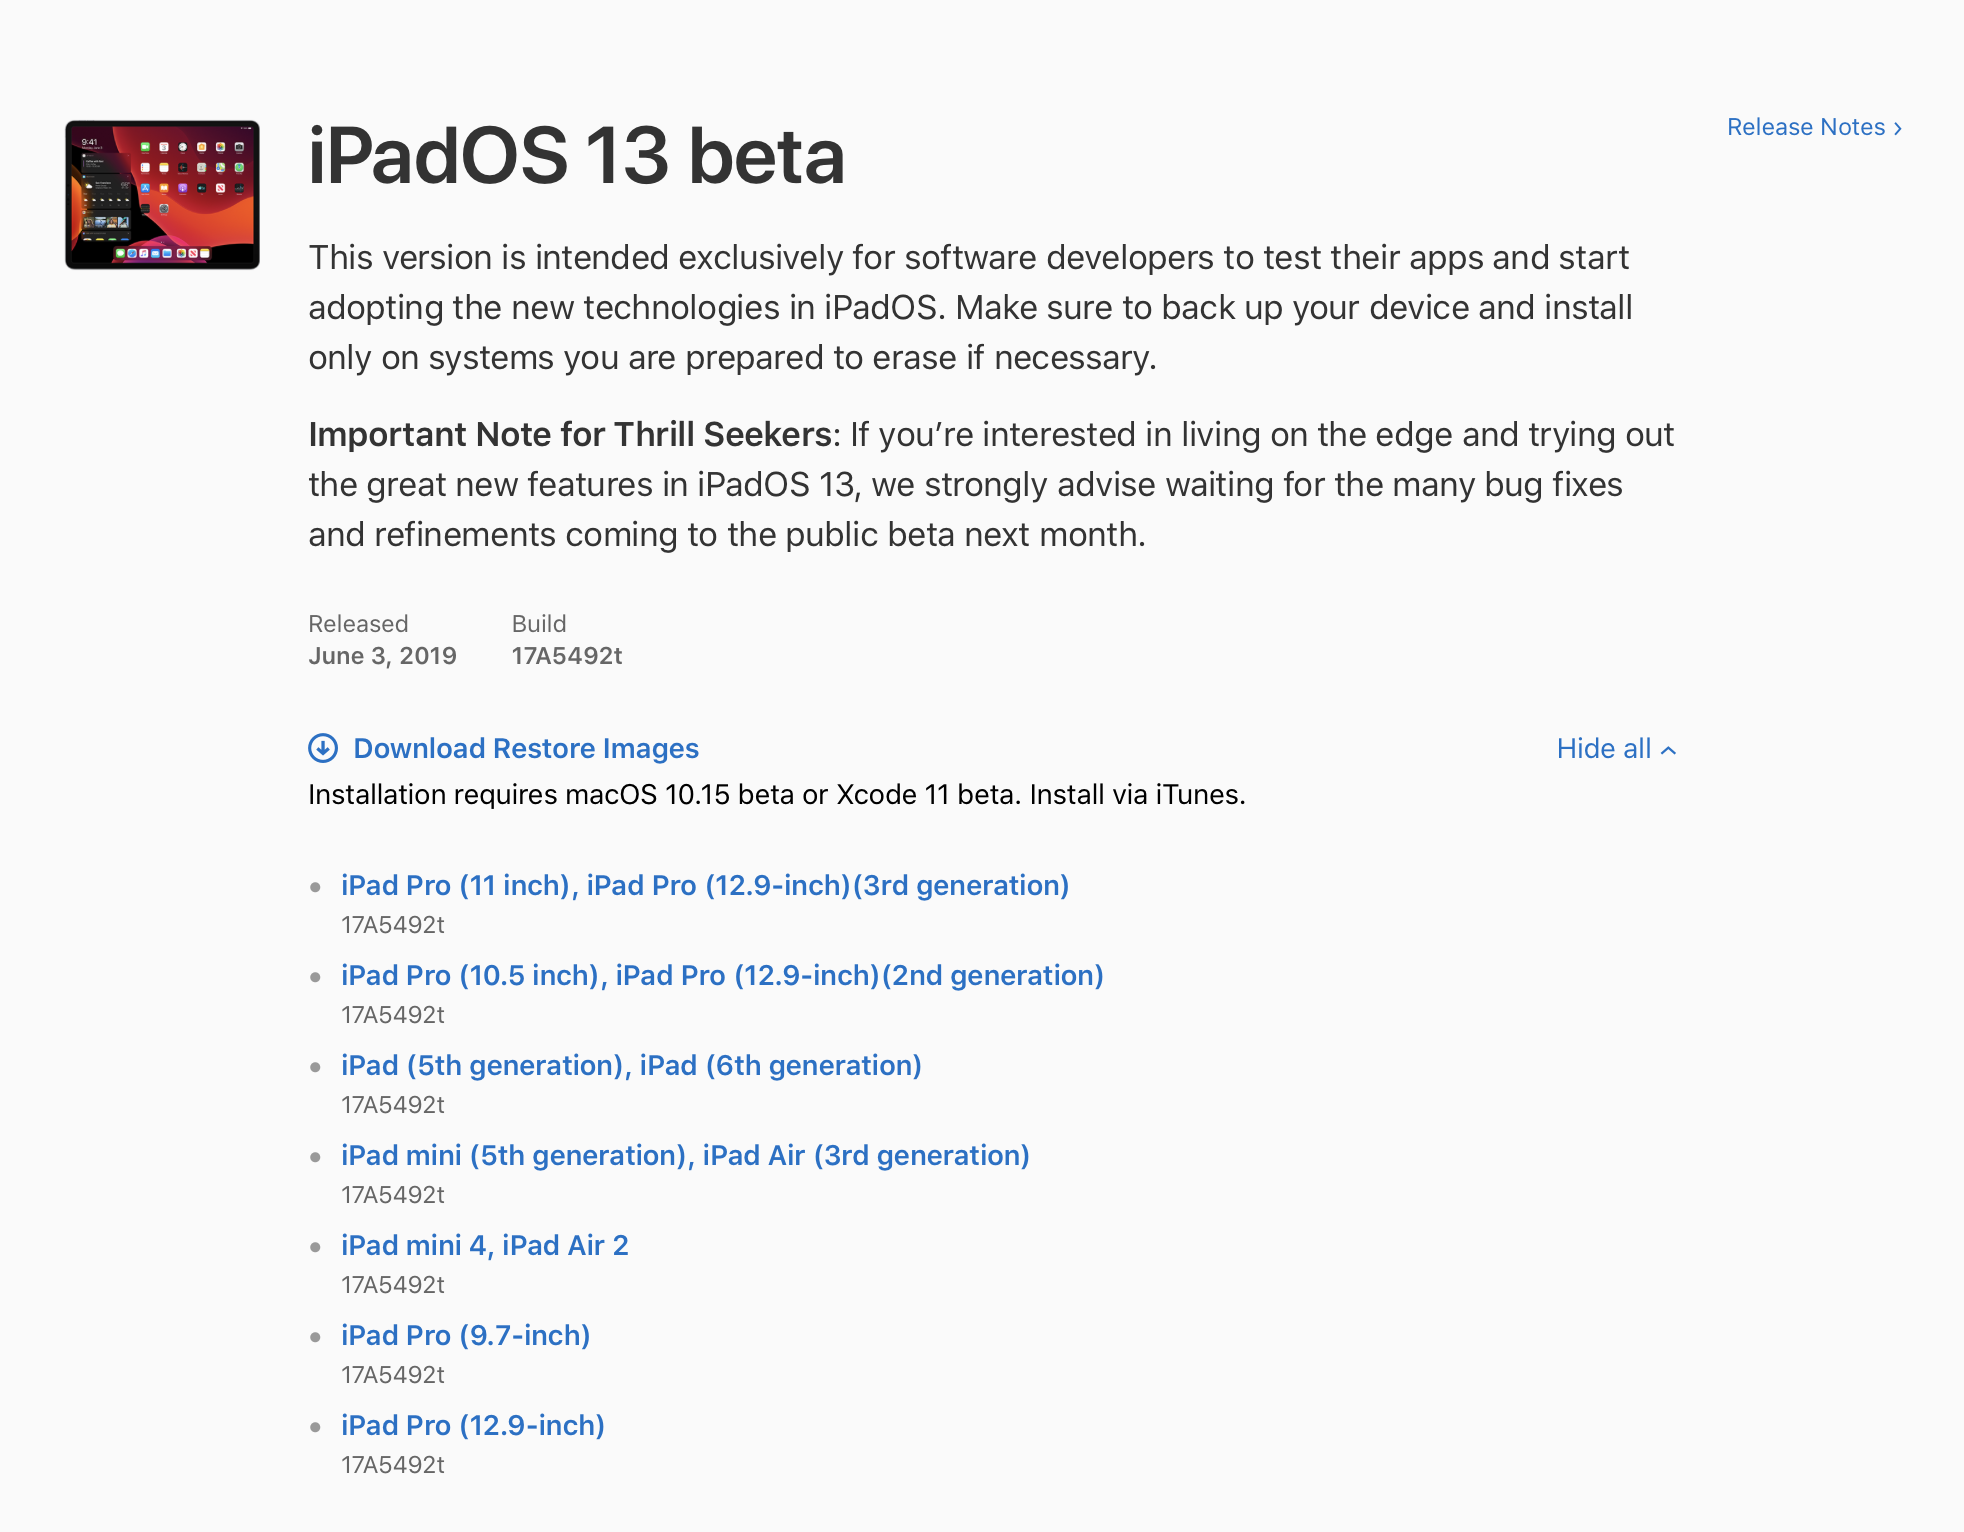 9:41
iPadOS 13 beta
Release Notes ›
This version is intended exclusively for software developers to test their apps and start
adopting the new technologies in iPadOS. Make sure to back up your device and install
only on systems you are prepared to erase if necessary.
Important Note for Thrill Seekers: If you’re interested in living on the edge and trying out
the great new features in iPadOS 13, we strongly advise waiting for the many bug fixes
and refinements coming to the public beta next month.
Released Build
June 3, 2019 17A5492t
Download Restore Images Hide all
Installation requires macOS 10.15 beta or Xcode 11 beta. Install via iTunes.
iPad Pro (11 inch), iPad Pro (12.9-inch)(3rd generation)
17A5492t
iPad Pro (10.5 inch), iPad Pro (12.9-inch)(2nd generation)
17A5492t
iPad (5th generation), iPad (6th generation)
17A5492t
iPad mini (5th generation), iPad Air (3rd generation)
17A5492t
iPad mini 4, iPad Air 2
17A5492t
iPad Pro (9.7-inch)
17A5492t
iPad Pro (12.9-inch)
17A5492t